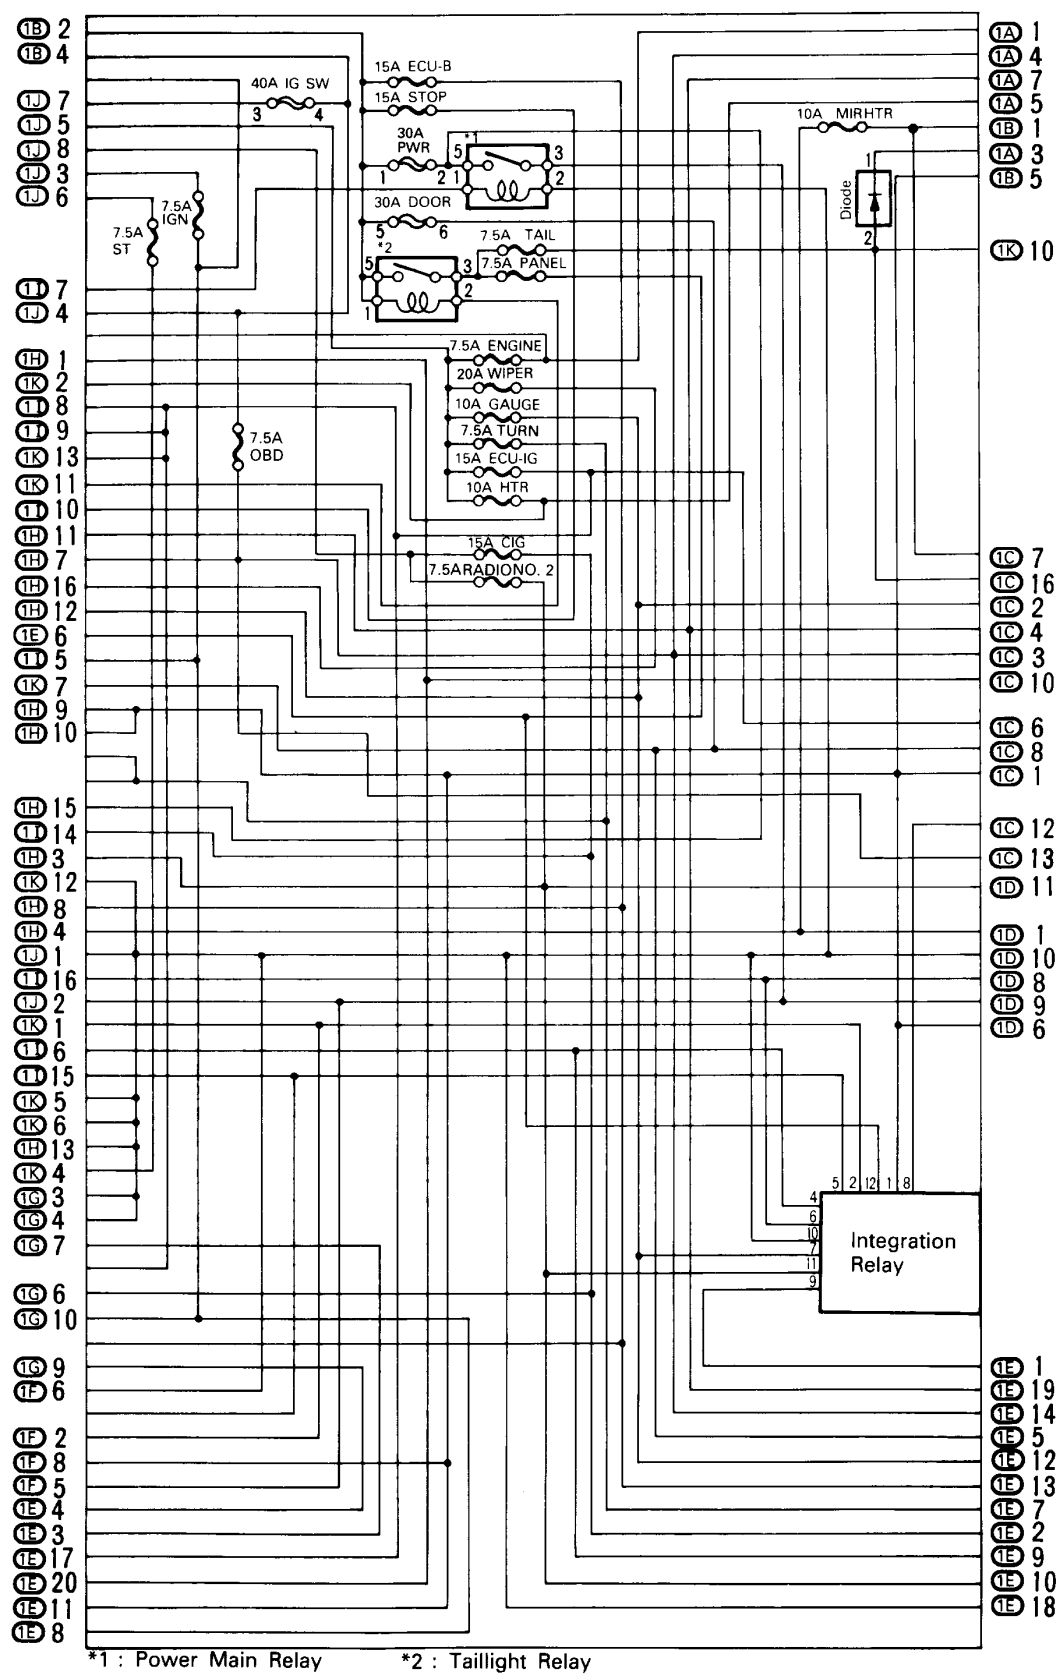 1B 2
1B 4
1J 7
1J 5
1J 8
1J 3
1J 6
1I 7
1J 4
1H 1
1K 2
1I 8
1I 9
1K 13
1K 11
1I 10
1H 11
1H 7
1H 16
1H 12
1E 6
1I 5
1K 7
1H 9
1H 10
1H 15
1I 14
1H 3
1K 12
1H 8
1H 4
1J 1
1I 16
1J 2
1K 1
1I 6
1I 15
1K 5
1K 6
1H 13
1K 4
1G 3
1G 4
1G 7
1G 6
1G 10
1G 9
1F 6
1F 2
1F 8
1F 5
1E 4
1E 3
1E 17
1E 20
1E 11
1E 8
40A IG SW
3 4
7.5A
IGN
7.5A
ST
7.5A
OBD
15A ECU-B
15A STOP
30A
PWR
1 2
*1
5 3
1 2
30A DOOR
5 6
*2
5 3
1 2
7.5A TAIL
7.5A PANEL
7.5A ENGINE
20A WIPER
10A GAUGE
7.5A TURN
15A ECU-IG
10A HTR
15A CIG
7.5ARADIONO. 2
10A MIRHTR
1
Diode
2
5 2 12 1 8
4
6
10
7
11
9
Integration
Relay
1A 1
1A 4
1A 7
1A 5
1B 1
1A 3
1B 5
1K 10
1C 7
1C 16
1C 2
1C 4
1C 3
1C 10
1C 6
1C 8
1C 1
1C 12
1C 13
1D 11
1D 1
1D 10
1D 8
1D 9
1D 6
1E 1
1E 19
1E 14
1E 5
1E 12
1E 13
1E 7
1E 2
1E 9
1E 10
1E 18
*1 : Power Main Relay *2 : Taillight Relay